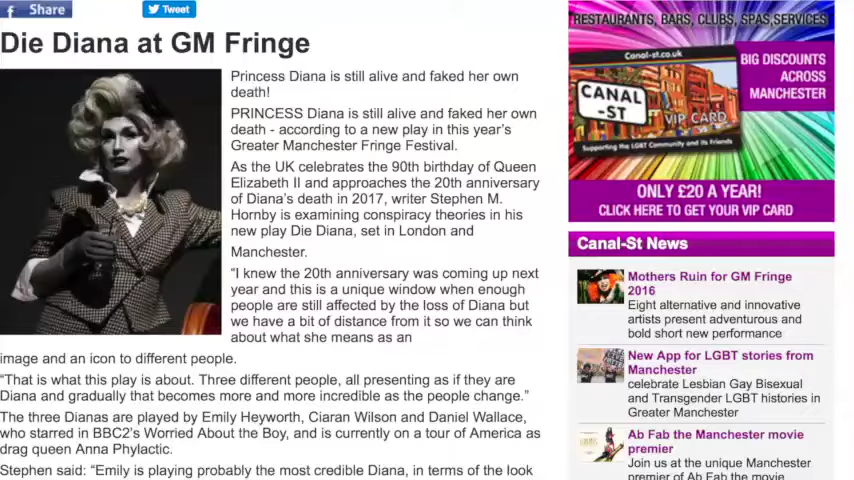 Share
Tweet
Die Diana at GM Fringe
Princess Diana is still alive and faked her own
death!
PRINCESS Diana is still alive and faked her own
death - according to a new play in this year's
Greater Manchester Fringe Festival.
As the UK celebrates the 90th birthday of Queen
Elizabeth II and approaches the 20th anniversary
of Diana's death in 2017, writer Stephen M.
Hornby is examining conspiracy theories in his
new play Die Diana, set in London and
Manchester.
“I knew the 20th anniversary was coming up next
year and this is a unique window when enough
people are still affected by the loss of Diana but
we have a bit of distance from it so we can think
about what she means as an
image and an icon to different people.
“That is what this play is about. Three different people, all presenting as if they are
Diana and gradually that becomes more and more incredible as the people change.”
The three Dianas are played by Emily Heyworth, Ciaran Wilson and Daniel Wallace,
who starred in BBC2's Worried About the Boy, and is currently on a tour of America as
drag queen Anna Phylactic.
Stephen said: “Emily is playing probably the most credible Diana, in terms of the look
RESTAURANTS, BARS, CLUBS, SPAS,SERVICES
Canal-st.co.uk
CANAL
-ST
VIP CARD
Supporting the LGBT Community and its Friends
BIG DISCOUNTS
ACROSS
MANCHESTER
ONLY £20 A YEAR!
CLICK HERE TO GET YOUR VIP CARD
Canal-St News
Mothers Ruin for GM Fringe
2016
Eight alternative and innovative
artists present adventurous and
bold short new performance
New App for LGBT stories from
Manchester
celebrate Lesbian Gay Bisexual
and Transgender LGBT histories in
Greater Manchester
Ab Fab the Manchester movie
premier
Join us at the unique Manchester
premier of Ab Fab the movie